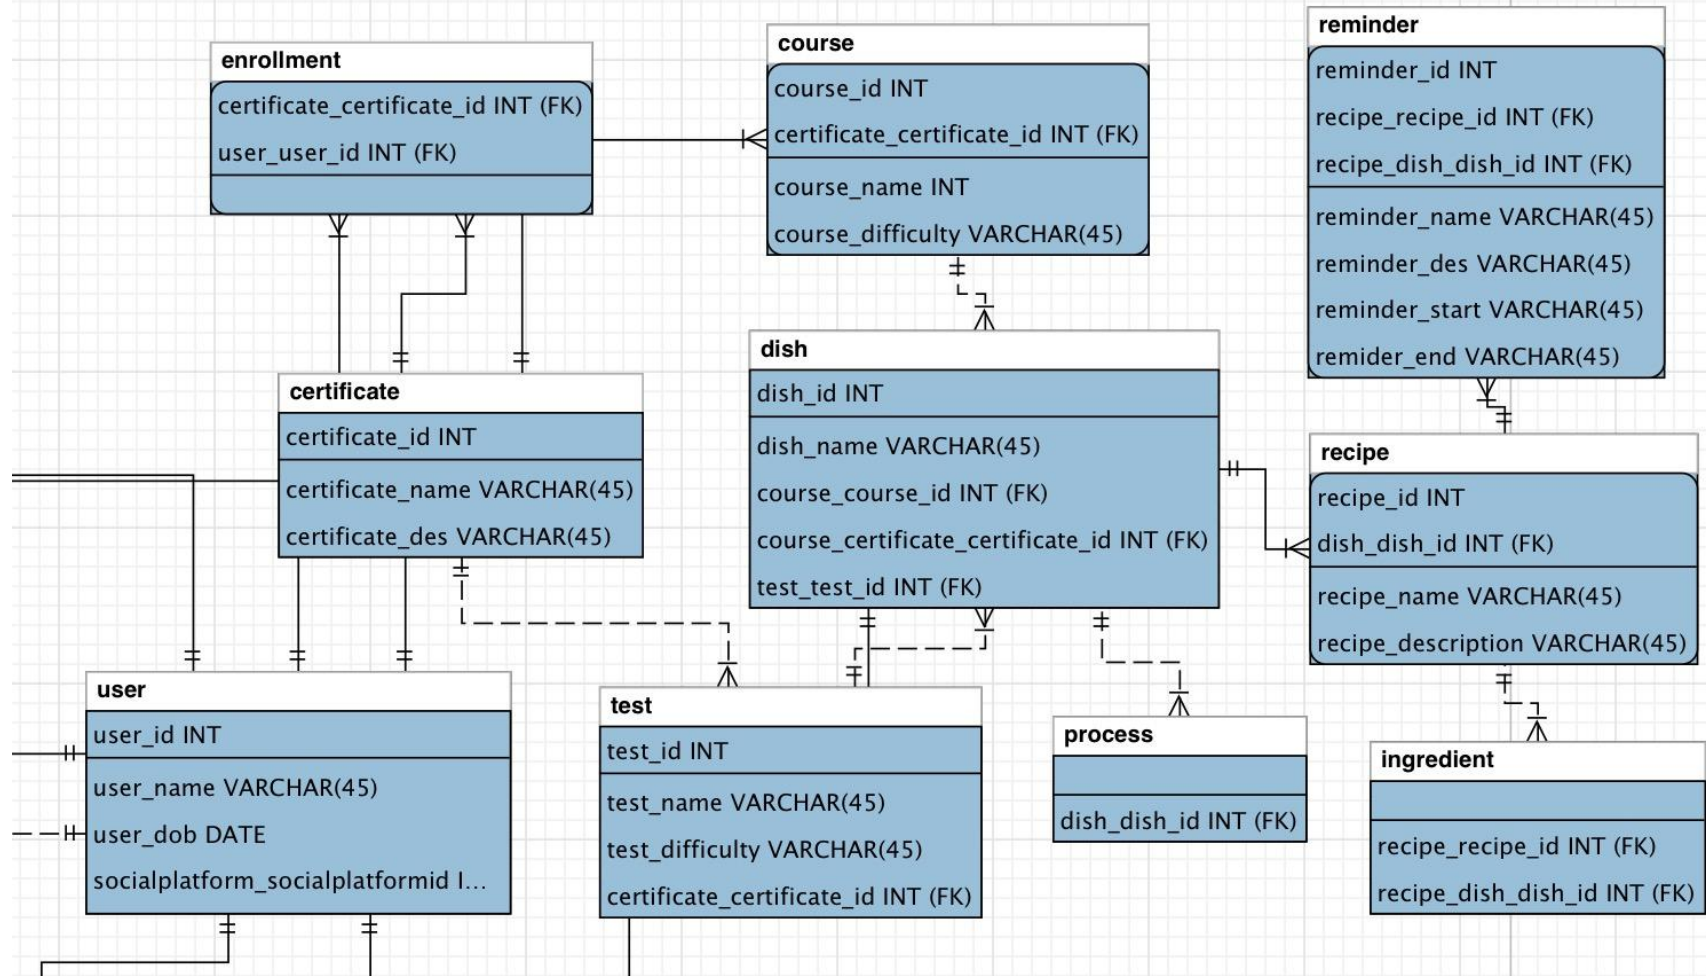 enrollment
certificate_certificate_id INT (FK)
user_user_id INT (FK)
course
course_id INT
certificate_certificate_id INT (FK)
course_name INT
course_difficulty VARCHAR(45)
reminder
reminder_id INT
recipe_recipe_id INT (FK)
recipe_dish_dish_id INT (FK)
reminder_name VARCHAR(45)
reminder_des VARCHAR(45)
reminder_start VARCHAR(45)
remider_end VARCHAR(45)
certificate
certificate_id INT
certificate_name VARCHAR(45)
certificate_des VARCHAR(45)
dish
dish_id INT
dish_name VARCHAR(45)
course_course_id INT (FK)
course_certificate_certificate_id INT (FK)
test_test_id INT (FK)
recipe
recipe_id INT
dish_dish_id INT (FK)
recipe_name VARCHAR(45)
recipe_description VARCHAR(45)
user
user_id INT
user_name VARCHAR(45)
user_dob DATE
socialplatform_socialplatformid I...
test
test_id INT
test_name VARCHAR(45)
test_difficulty VARCHAR(45)
certificate_certificate_id INT (FK)
process
dish_dish_id INT (FK)
ingredient
recipe_recipe_id INT (FK)
recipe_dish_dish_id INT (FK)